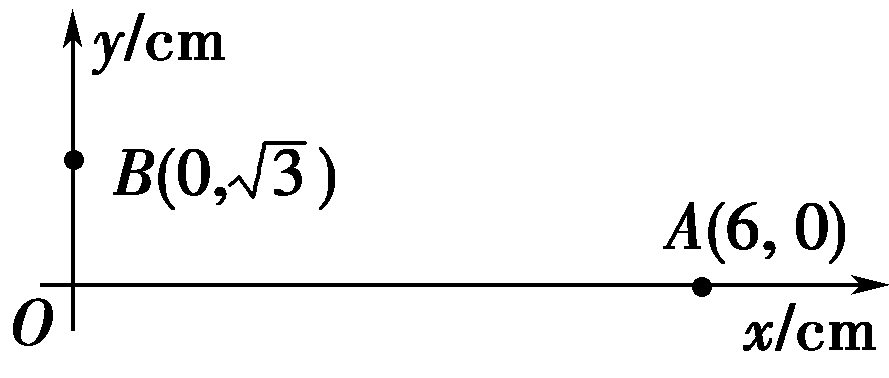 y/cm
B(0,√3)
A(6, 0)
O
x/cm